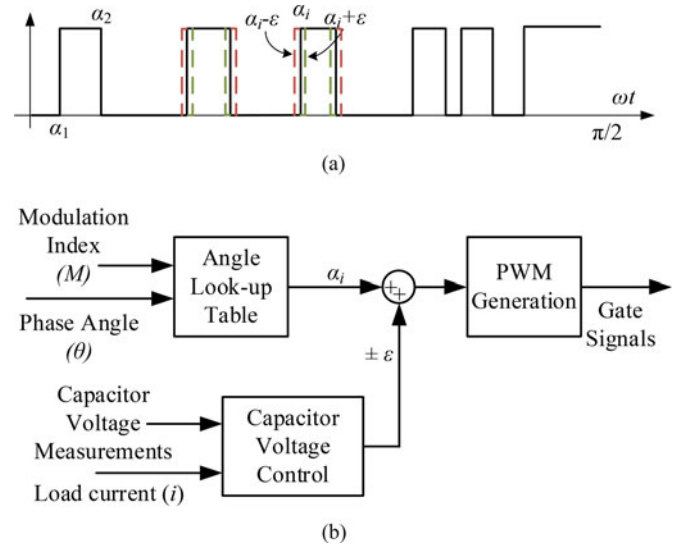 α₂
αᵢ-ε
αᵢ
αᵢ+ε
α₁
ωt
π/2
(a)
Modulation
Index
(M)
Phase Angle
(θ)
Angle
Look-up
Table
αᵢ
+
+
PWM
Generation
Gate
Signals
± ε
Capacitor
Voltage
Measurements
Load current (i)
Capacitor
Voltage
Control
(b)